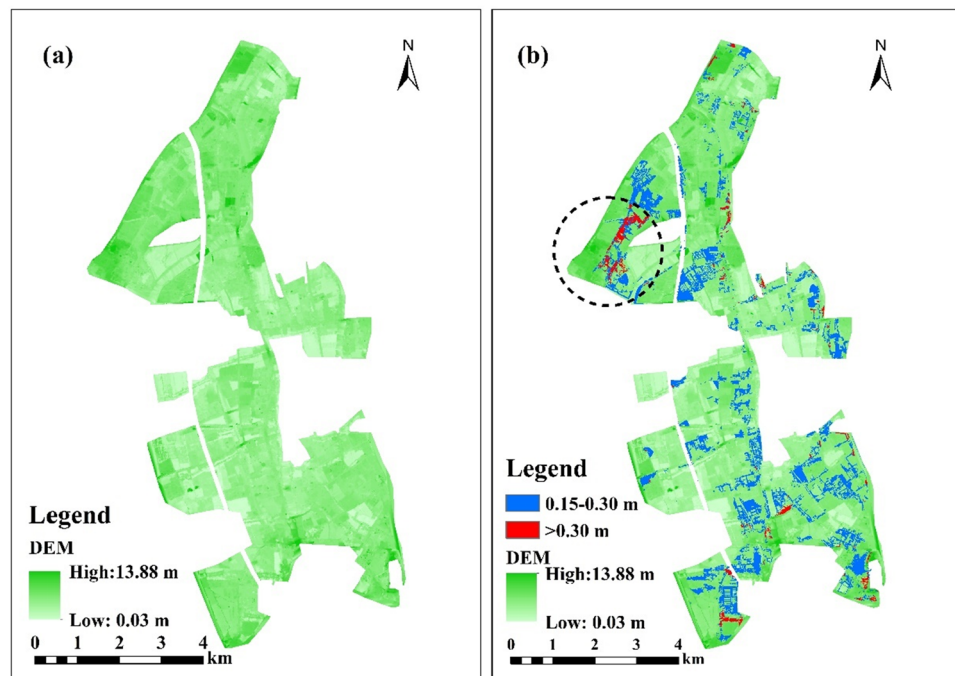 (a)
N
Legend
DEM
High:13.88 m
Low: 0.03 m
0 1 2 3 4
km
(b)
N
Legend
0.15-0.30 m
>0.30 m
DEM
High:13.88 m
Low: 0.03 m
0 1 2 3 4
km